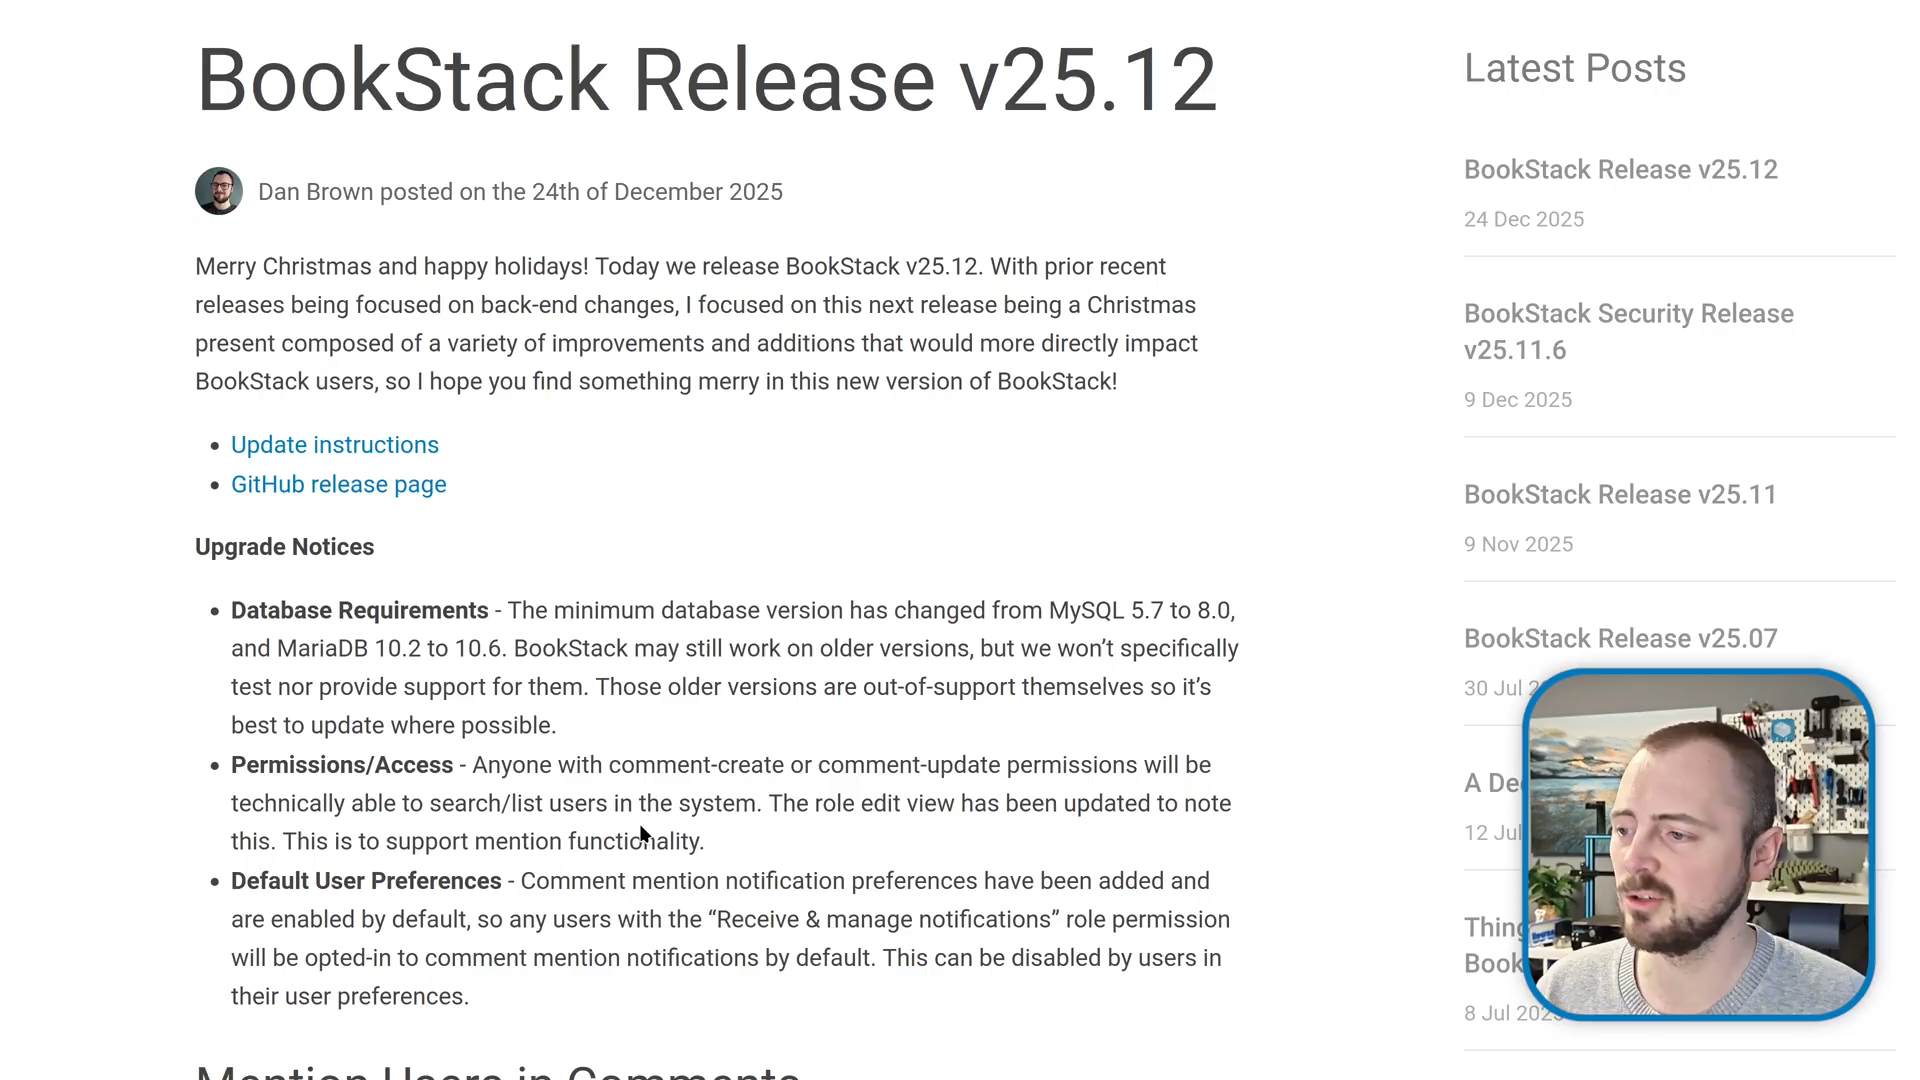 BookStack Release v25.12
Dan Brown posted on the 24th of December 2025
Merry Christmas and happy holidays! Today we release BookStack v25.12. With prior recent
releases being focused on back-end changes, I focused on this next release being a Christmas
present composed of a variety of improvements and additions that would more directly impact
BookStack users, so I hope you find something merry in this new version of BookStack!
Update instructions
GitHub release page
Upgrade Notices
Database Requirements - The minimum database version has changed from MySQL 5.7 to 8.0,
and MariaDB 10.2 to 10.6. BookStack may still work on older versions, but we won’t specifically
test nor provide support for them. Those older versions are out-of-support themselves so it’s
best to update where possible.
Permissions/Access - Anyone with comment-create or comment-update permissions will be
technically able to search/list users in the system. The role edit view has been updated to note
this. This is to support mention functionality.
Default User Preferences - Comment mention notification preferences have been added and
are enabled by default, so any users with the “Receive & manage notifications” role permission
will be opted-in to comment mention notifications by default. This can be disabled by users in
their user preferences.
Mention Users in Comments
Latest Posts
BookStack Release v25.12
24 Dec 2025
BookStack Security Release
v25.11.6
9 Dec 2025
BookStack Release v25.11
9 Nov 2025
BookStack Release v25.07
30 Jul
A
12 Jul
8 Jul